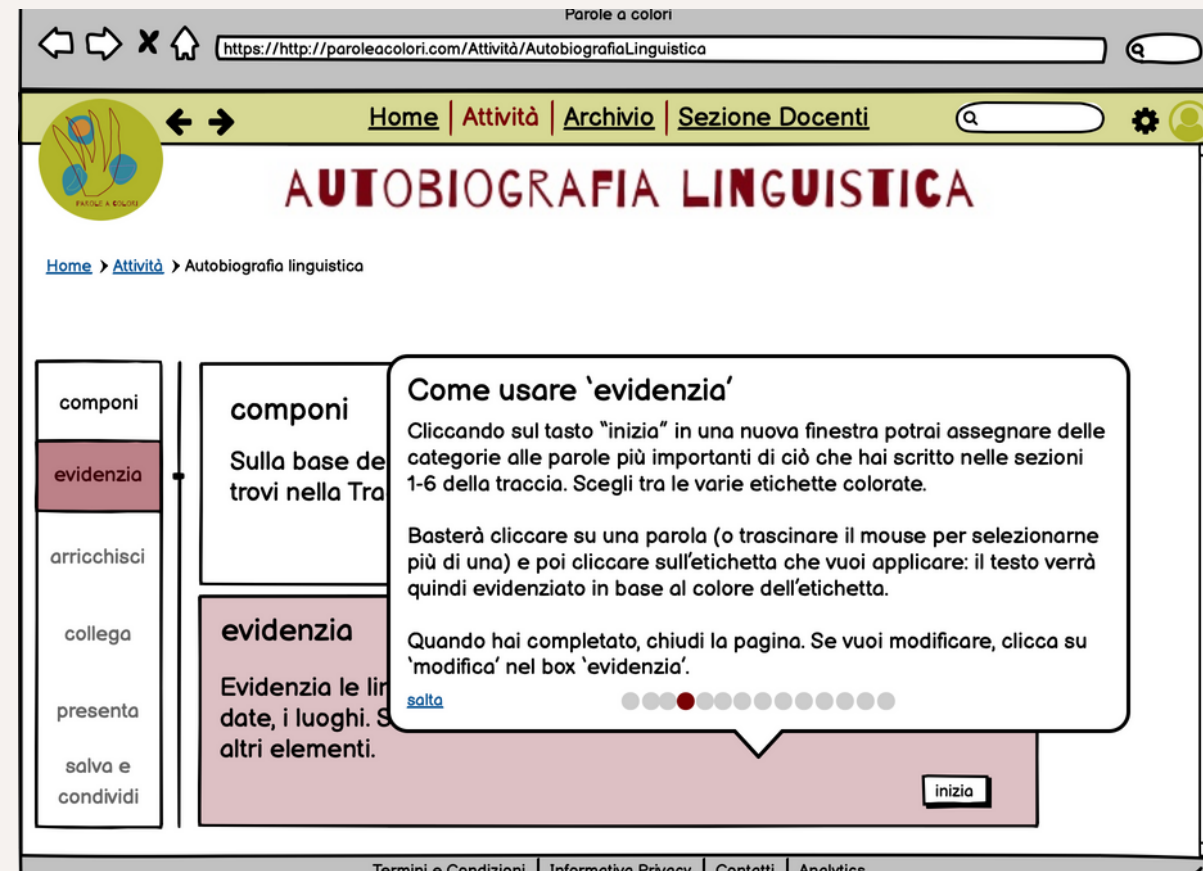 Parole a colori
https://http://paroleacolori.com/Attività/AutobiografiaLinguistica
Home | Attività | Archivio | Sezione Docenti
PAROLE A COLORI
AUTOBIOGRAFIA LINGUISTICA
Home > Attività > Autobiografia linguistica
componi
evidenzia
arricchisci
collega
presenta
salva e
condividi
componi
Sulla base de
trovi nella Tra
Come usare ‘evidenzia’
Cliccando sul tasto “inizia” in una nuova finestra potrai assegnare delle
categorie alle parole più importanti di ciò che hai scritto nelle sezioni
1-6 della traccia. Scegli tra le varie etichette colorate.
Basterà cliccare su una parola (o trascinare il mouse per selezionarne
più di una) e poi cliccare sull’etichetta che vuoi applicare: il testo verrà
quindi evidenziato in base al colore dell’etichetta.
Quando hai completato, chiudi la pagina. Se vuoi modificare, clicca su
‘modifica’ nel box ‘evidenzia’.
salta
evidenzia
Evidenzia le lin
date, i luoghi. S
altri elementi.
inizia
Termini e Condizioni | Informativa Privacy | Contatti | Analytics